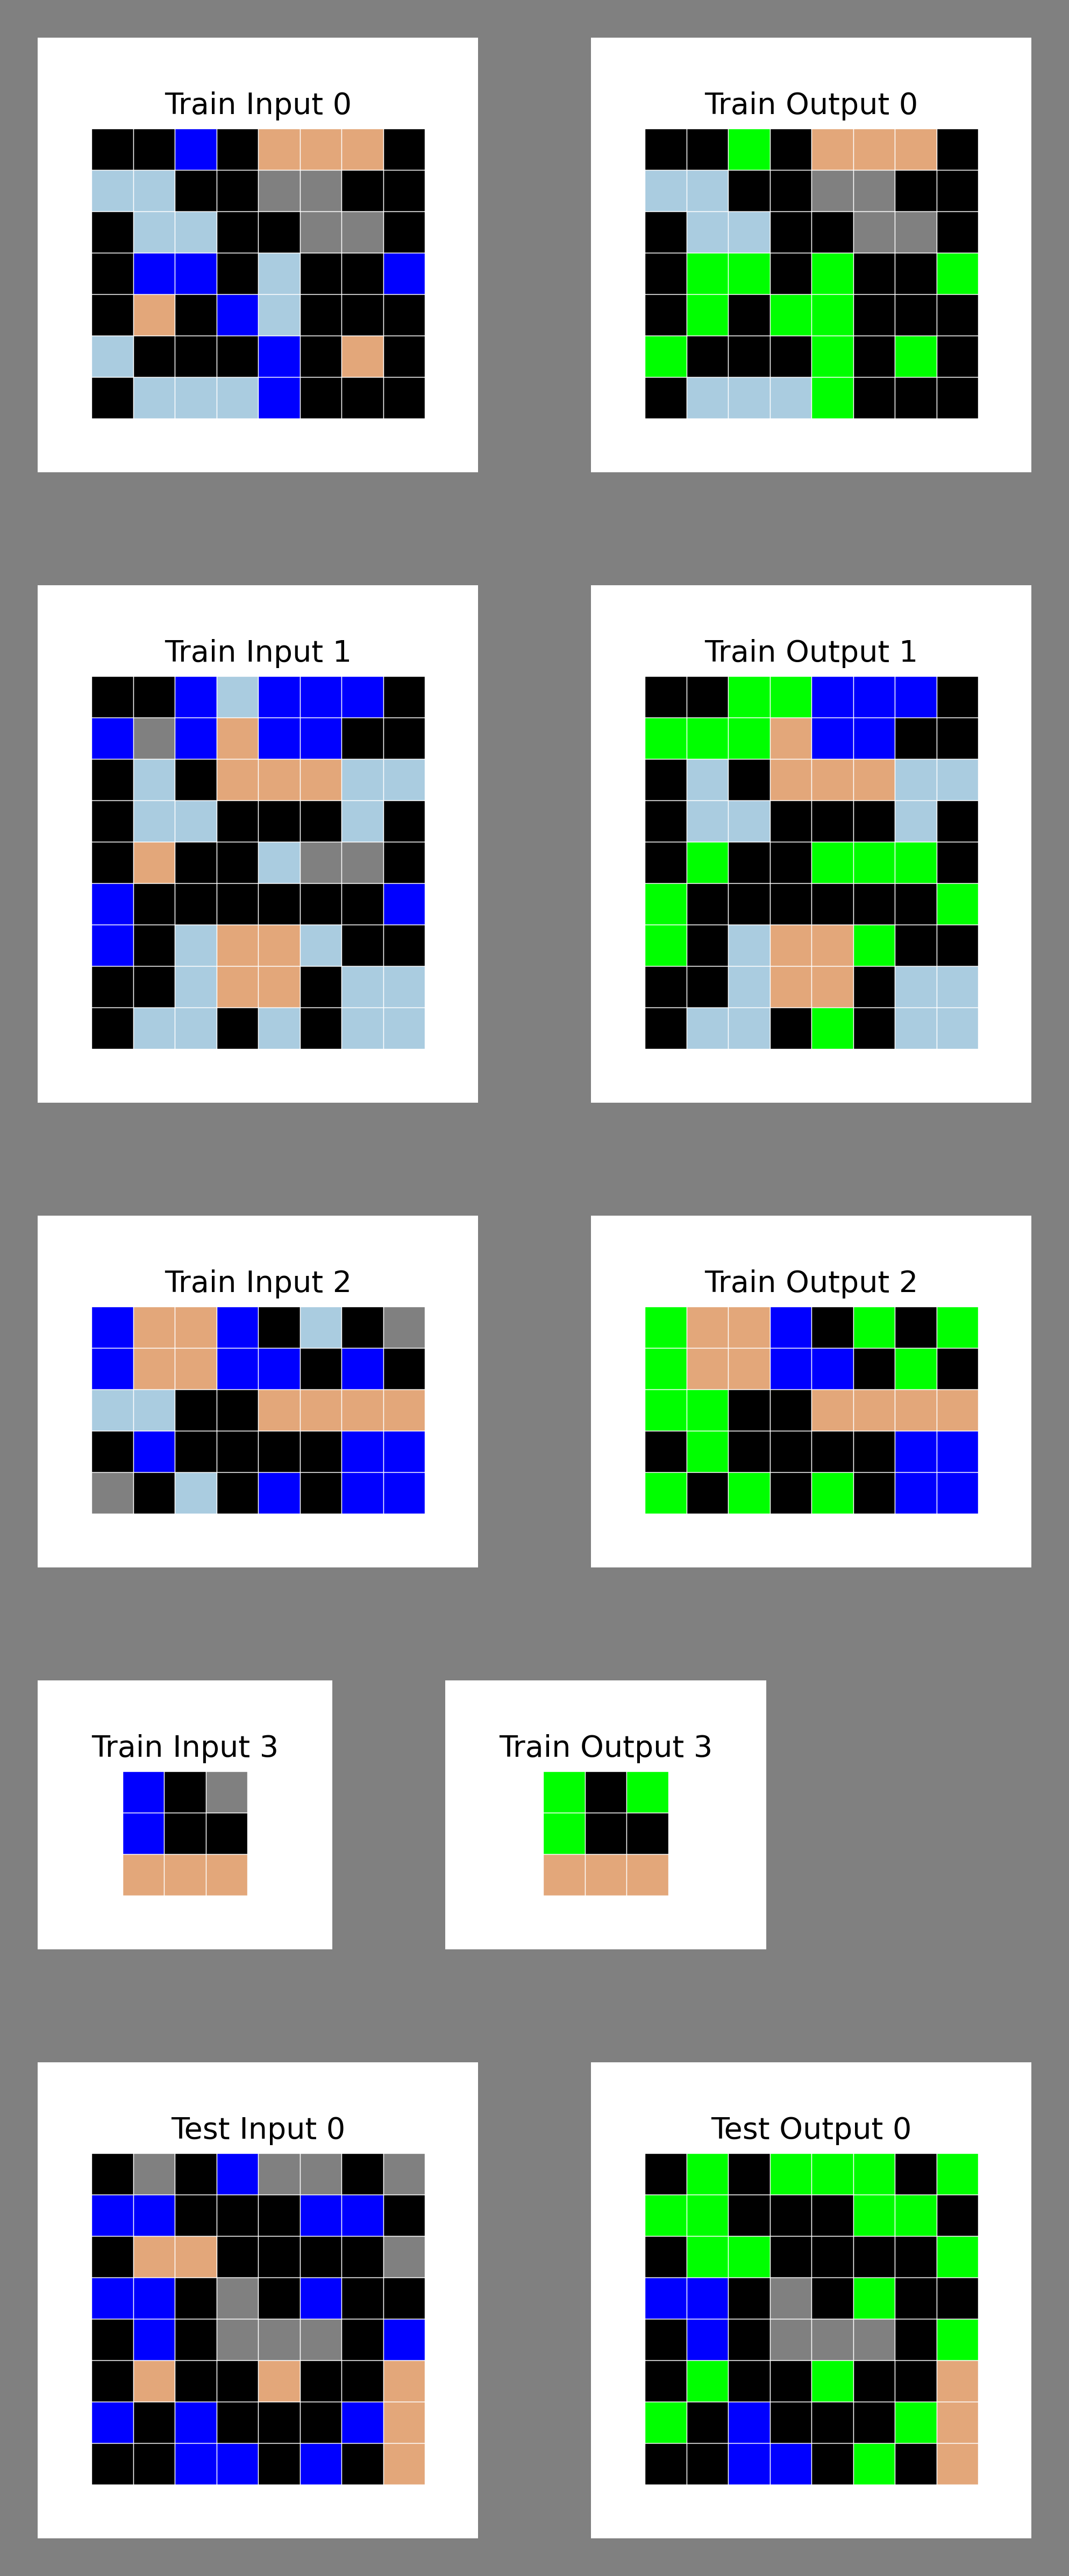 Train Input 0
Train Output 0
Train Input 1
Train Output 1
Train Input 2
Train Output 2
Train Input 3
Train Output 3
Test Input 0
Test Output 0